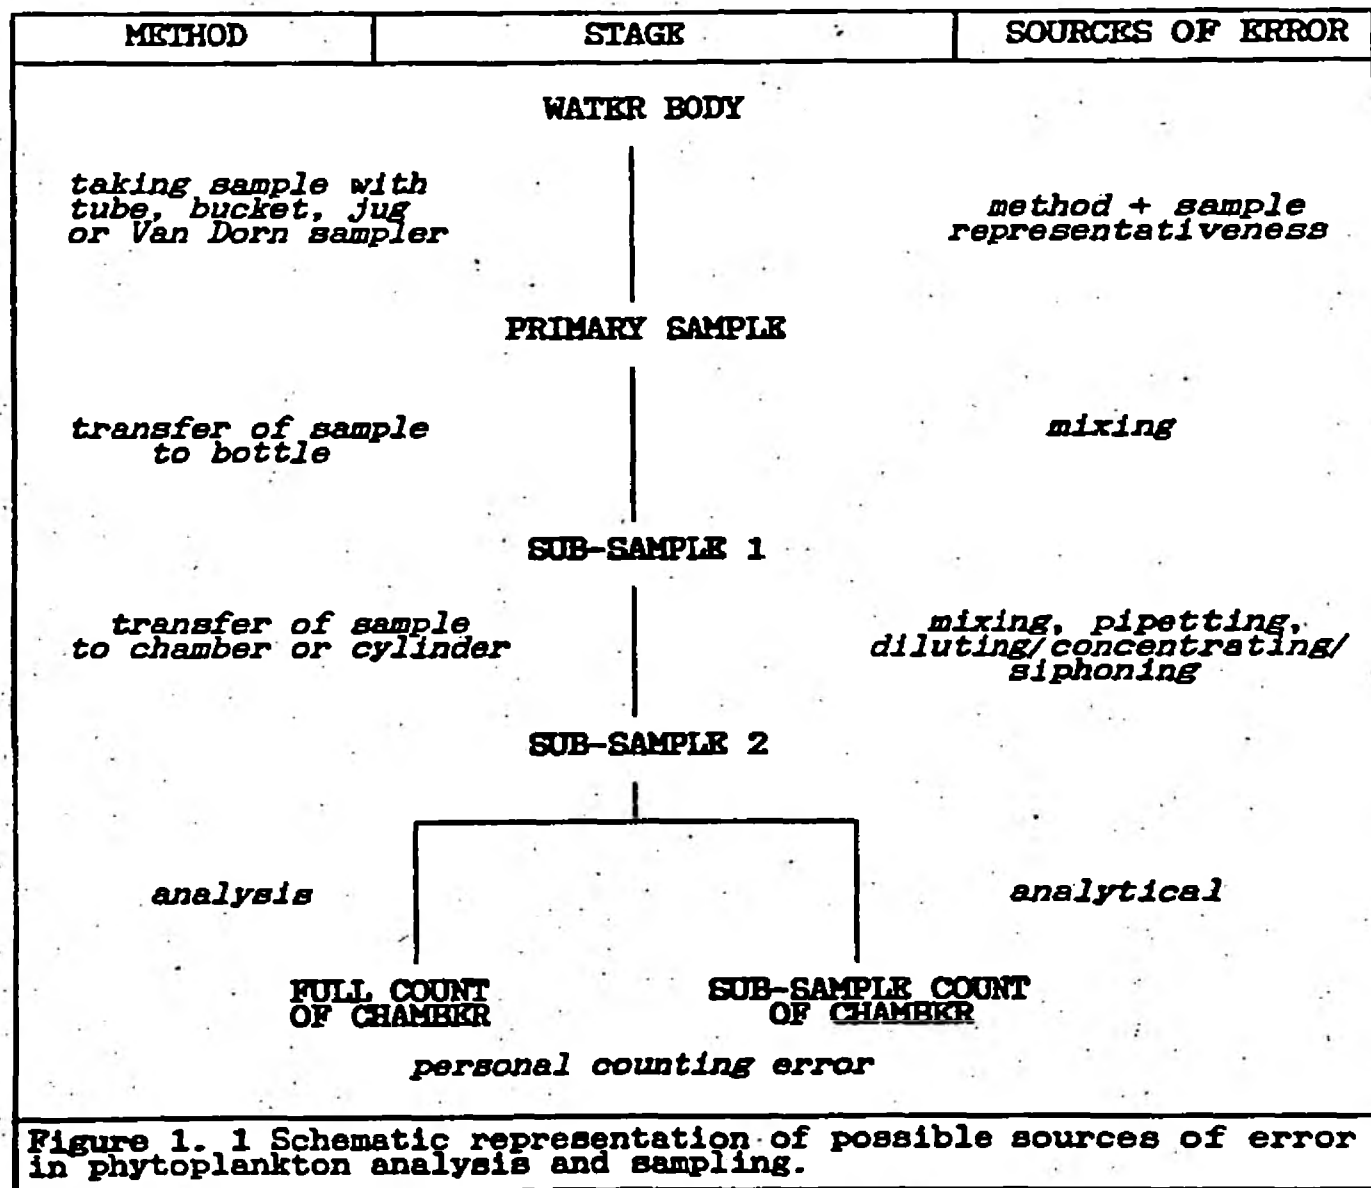 METHOD STAGE SOURCES OF ERROR
WATER BODY
taking sample with
tube, bucket, jug
or Van Dorn sampler
method + sample
representativeness
PRIMARY SAMPLE
transfer of sample
to bottle
mixing
SUB-SAMPLE 1
transfer of sample
to chamber or cylinder
mixing, pipetting,
diluting/concentrating/
siphoning
SUB-SAMPLE 2
analysis
analytical
FULL COUNT
OF CHAMBER
SUB-SAMPLE COUNT
OF CHAMBER
personal counting error
Figure 1. 1 Schematic representation of possible sources of error
in phytoplankton analysis and sampling.